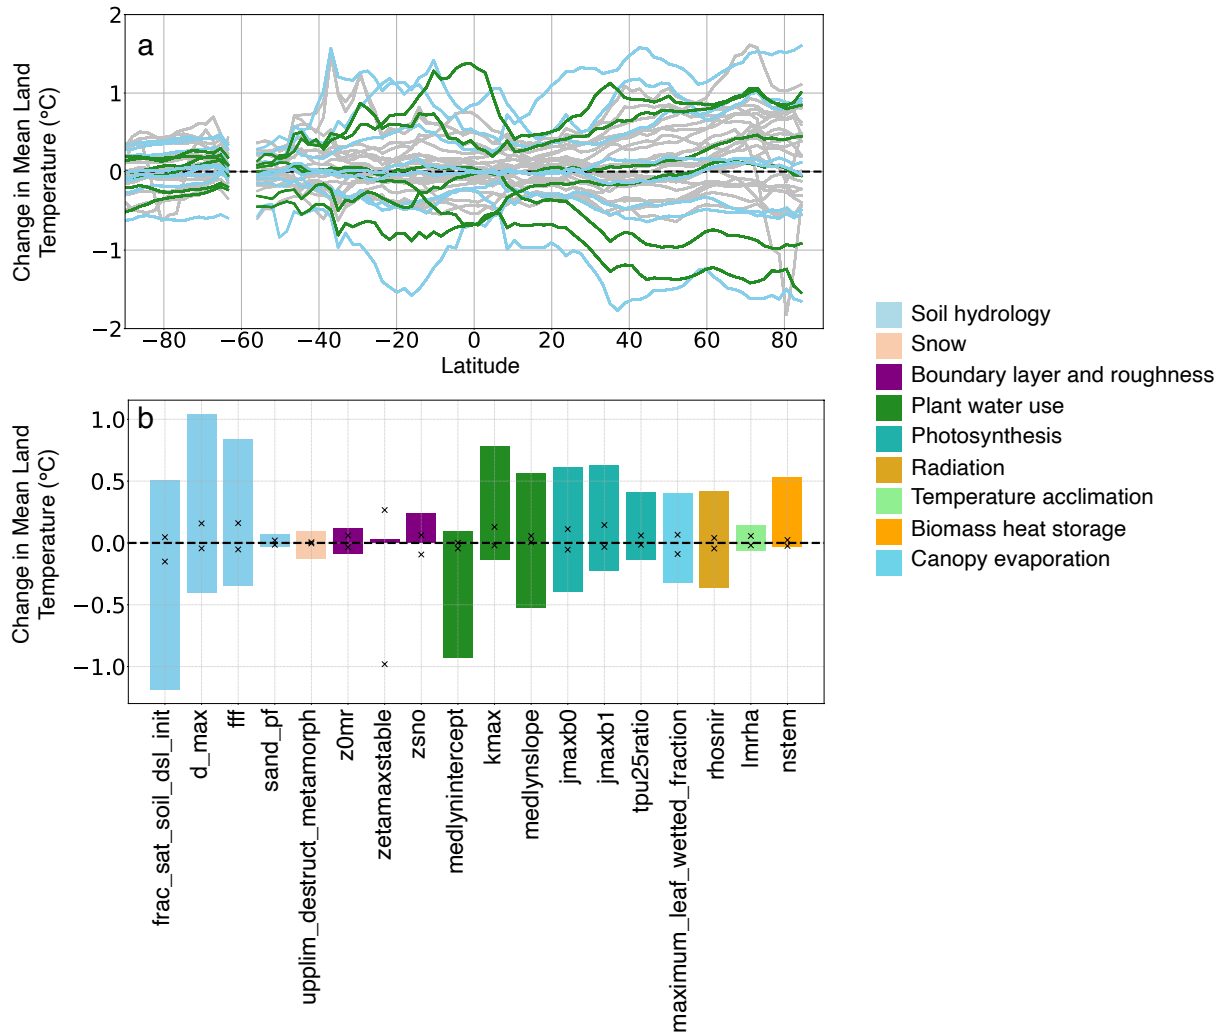 a
Change in Mean Land
Temperature (°C)
2
1
0
−1
−2
−80
−60
−40
−20
0
20
40
60
80
Latitude
b
Change in Mean Land
Temperature (°C)
1.0
0.5
0.0
−0.5
−1.0
frac_sat_soil_dsl_init
d_max
fff
sand_pf
upplim_destruct_metamorph
z0mr
zetamaxstable
zsno
medlynintercept
kmax
medlynslope
jmaxb0
jmaxb1
tpu25ratio
maximum_leaf_wetted_fraction
rhosnir
lmrha
nstem
Soil hydrology
Snow
Boundary layer and roughness
Plant water use
Photosynthesis
Radiation
Temperature acclimation
Biomass heat storage
Canopy evaporation